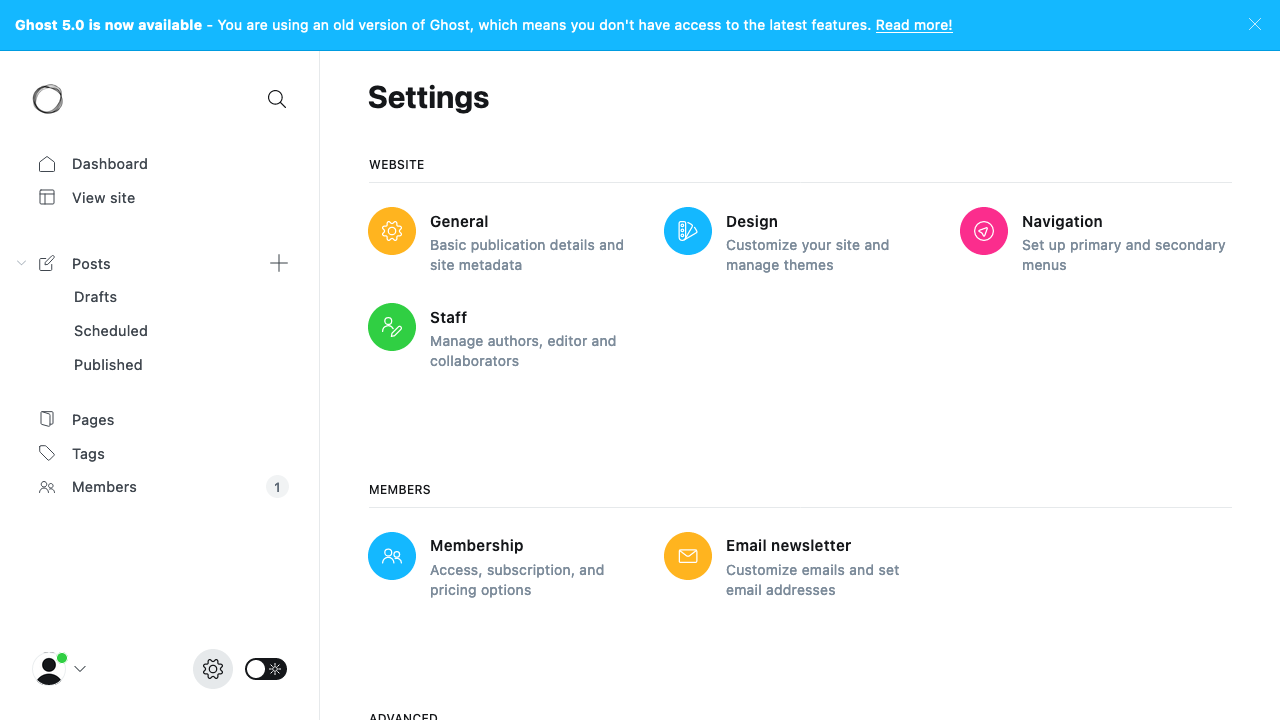 Ghost 5.0 is now available - You are using an old version of Ghost, which means you don't have access to the latest features. Read more!
Dashboard
View site
Posts
Drafts
Scheduled
Published
Pages
Tags
Members
1
Settings
WEBSITE
General
Basic publication details and
site metadata
Design
Customize your site and
manage themes
Navigation
Set up primary and secondary
menus
Staff
Manage authors, editor and
collaborators
MEMBERS
Membership
Access, subscription, and
pricing options
Email newsletter
Customize emails and set
email addresses
ADVANCED